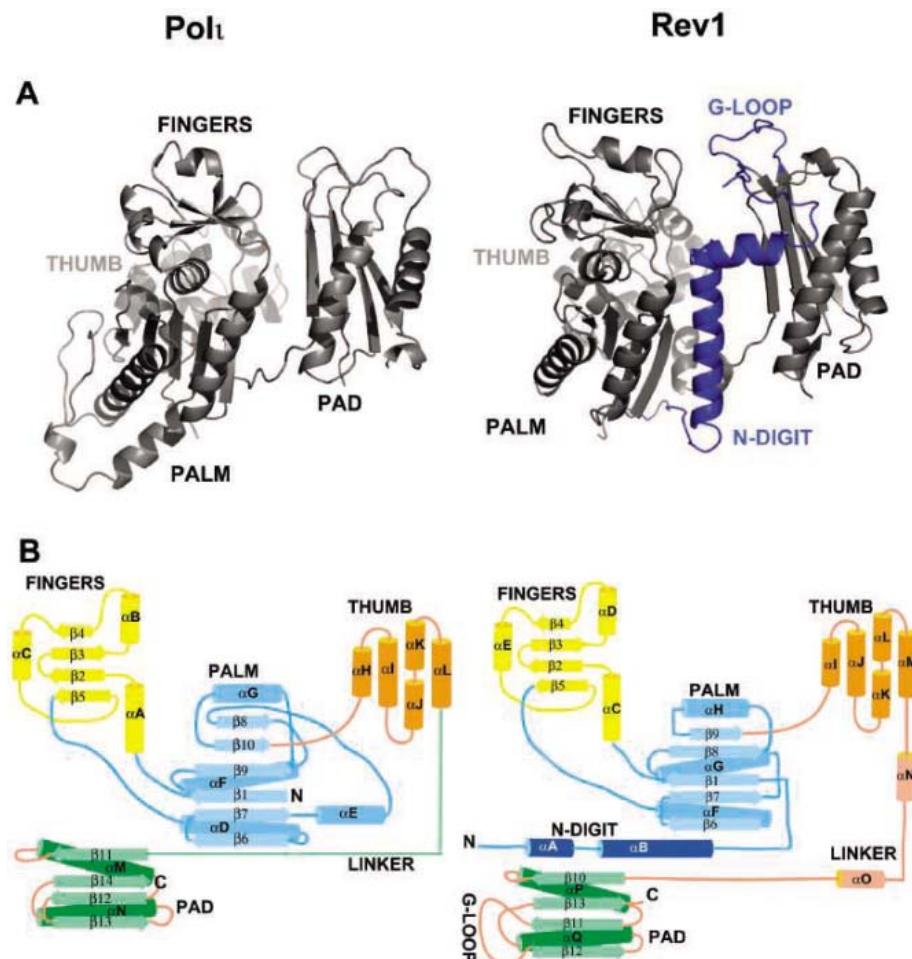 Polι Rev1
A
FINGERS
THUMB
PAD
PALM
G-LOOP
FINGERS
THUMB
PAD
PALM
N-DIGIT
B
FINGERS
αB
β4
αC
β3
β2
β5
αA
PALM
αG
β8
β10
β9
αF
β1 N
β7
αD
αE
β6
THUMB
αK
αL
αH
αI
αJ
LINKER
β11
αM
β14 C
β12
αN
β13
PAD
FINGERS
αD
β4
αE
β3
β2
β5
αC
PALM
αH
β9
β8
αG
β1
β7
αF
β6
THUMB
αL
αM
αI
αJ
αK
αN
N N-DIGIT
αA αB
LINKER
αO
β10
αP
β13 C
β11
αQ
β12
PAD
G-LOOP